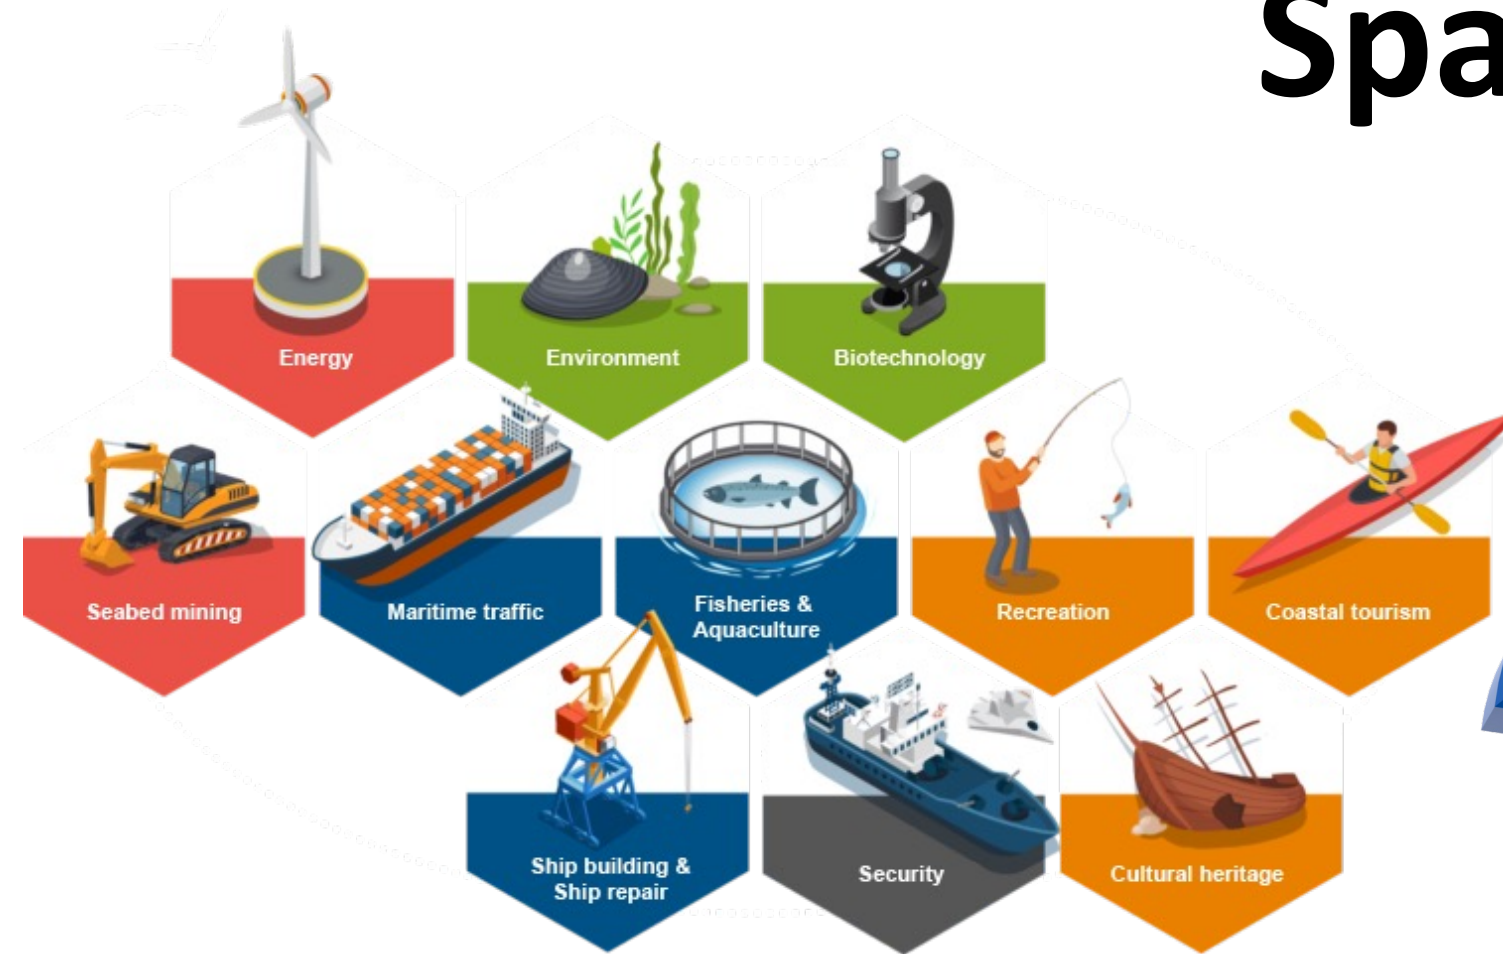 Spa
Energy
Environment
Biotechnology
Seabed mining
Maritime traffic
Fisheries &
Aquaculture
Recreation
Coastal tourism
Ship building &
Ship repair
Security
Cultural heritage